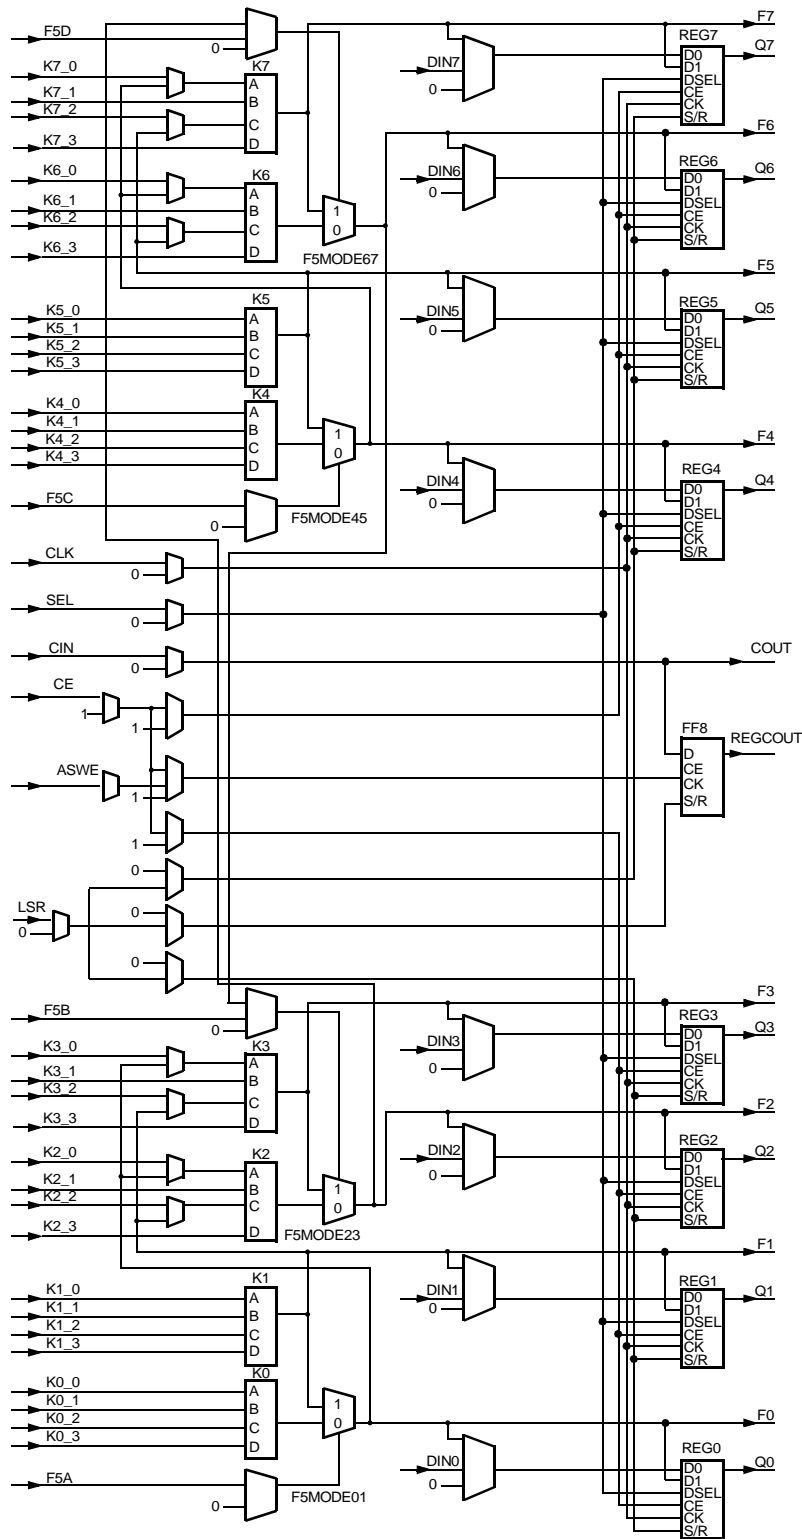 F7
F5D
0
REG7
Q7
K7_0
K7
DIN7
D0
K7_1
A
0
D1
K7_2
B
DSEL
C
CE
K7_3
D
CK
S/R
F6
K6_0
K6
REG6
Q6
A
DIN6
D0
K6_1
B
1
0
D1
K6_2
C
0
DSEL
K6_3
D
CE
F5MODE67
CK
S/R
F5
K5_0
K5
REG5
Q5
K5_1
A
DIN5
D0
K5_2
B
0
D1
K5_3
C
DSEL
D
CE
CK
S/R
K4_0
K4
K4_1
A
1
F4
K4_2
B
0
K4_3
C
REG4
Q4
D
DIN4
D0
F5C
0
D1
0
F5MODE45
DSEL
CE
CK
S/R
CLK
0
SEL
0
CIN
COUT
0
CE
1
1
FF8
REGCOUT
D
ASWE
CE
1
CK
S/R
1
0
LSR
0
0
0
F3
F5B
0
REG3
Q3
K3_0
K3
DIN3
D0
K3_1
A
0
D1
K3_2
B
DSEL
C
CE
K3_3
D
CK
S/R
F2
K2_0
K2
REG2
Q2
A
DIN2
D0
K2_1
B
1
0
D1
K2_2
C
0
DSEL
K2_3
D
CE
F5MODE23
CK
S/R
F1
K1_0
K1
REG1
Q1
K1_1
A
DIN1
D0
K1_2
B
0
D1
K1_3
C
DSEL
D
CE
CK
S/R
K0_0
K0
K0_1
A
1
F0
K0_2
B
0
K0_3
C
REG0
Q0
D
DIN0
D0
F5A
0
D1
0
F5MODE01
DSEL
CE
CK
S/R